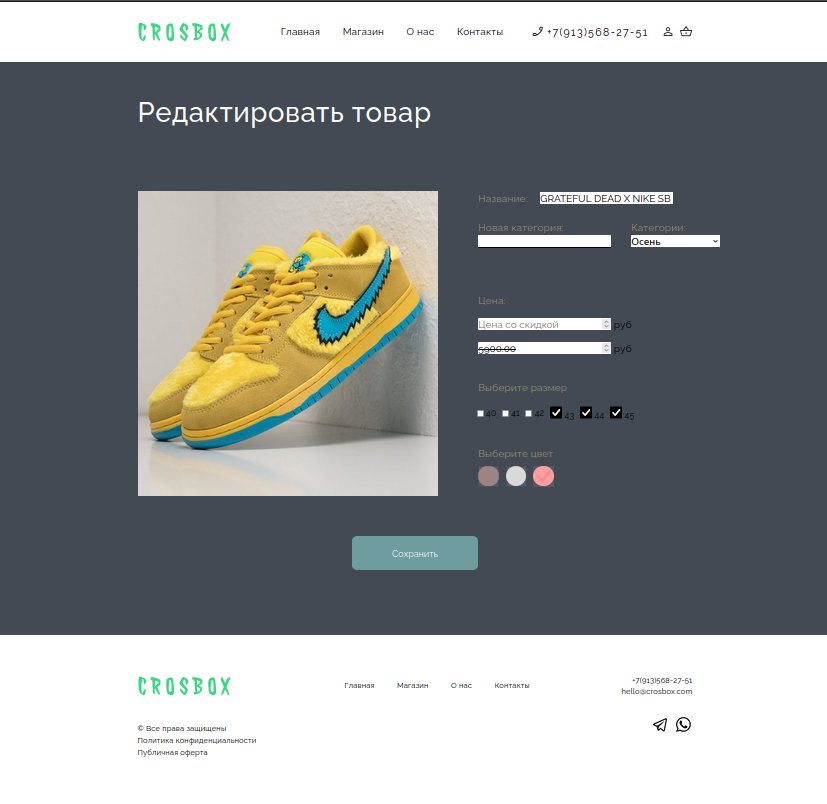 CROSBOX
Главная Магазин О нас Контакты +7(913)568-27-51
Редактировать товар
Название: GRATEFUL DEAD X NIKE SB
Новая категория: Категории:
Осень
Цена:
Цена со скидкой руб
5900.00 руб
Выберите размер
40 41 42 43 44 45
Выберите цвет
Сохранить
CROSBOX
Главная Магазин О нас Контакты
+7(913)568-27-51
hello@crosbox.com
© Все права защищены
Политика конфиденциальности
Публичная оферта